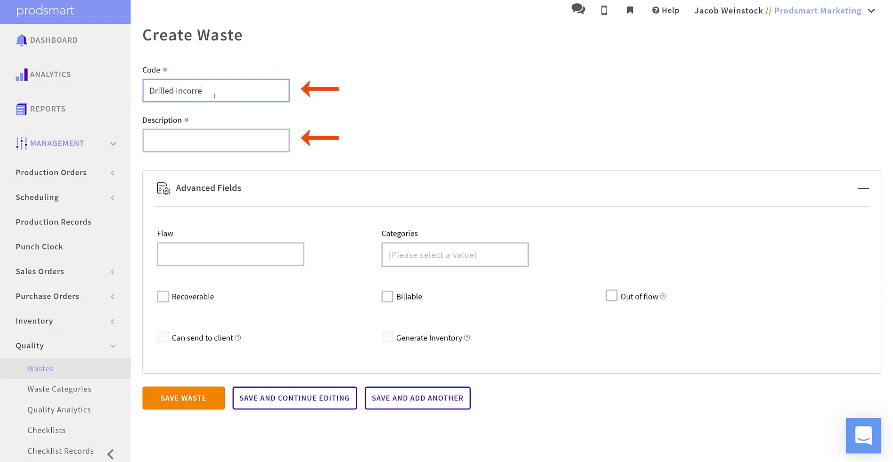 prodsmart
Help
Jacob Weinstock // Prodsmart Marketing
DASHBOARD
ANALYTICS
REPORTS
MANAGEMENT
Production Orders
Scheduling
Production Records
Punch Clock
Sales Orders
Purchase Orders
Inventory
Quality
Wastes
Waste Categories
Quality Analytics
Checklists
Checklist Records
Create Waste
Code
Drilled Incorre
Description
Advanced Fields
Flaw
Categories
(Please select a value)
Recoverable
Billable
Out of flow
Can send to client
Generate Inventory
SAVE WASTE
SAVE AND CONTINUE EDITING
SAVE AND ADD ANOTHER